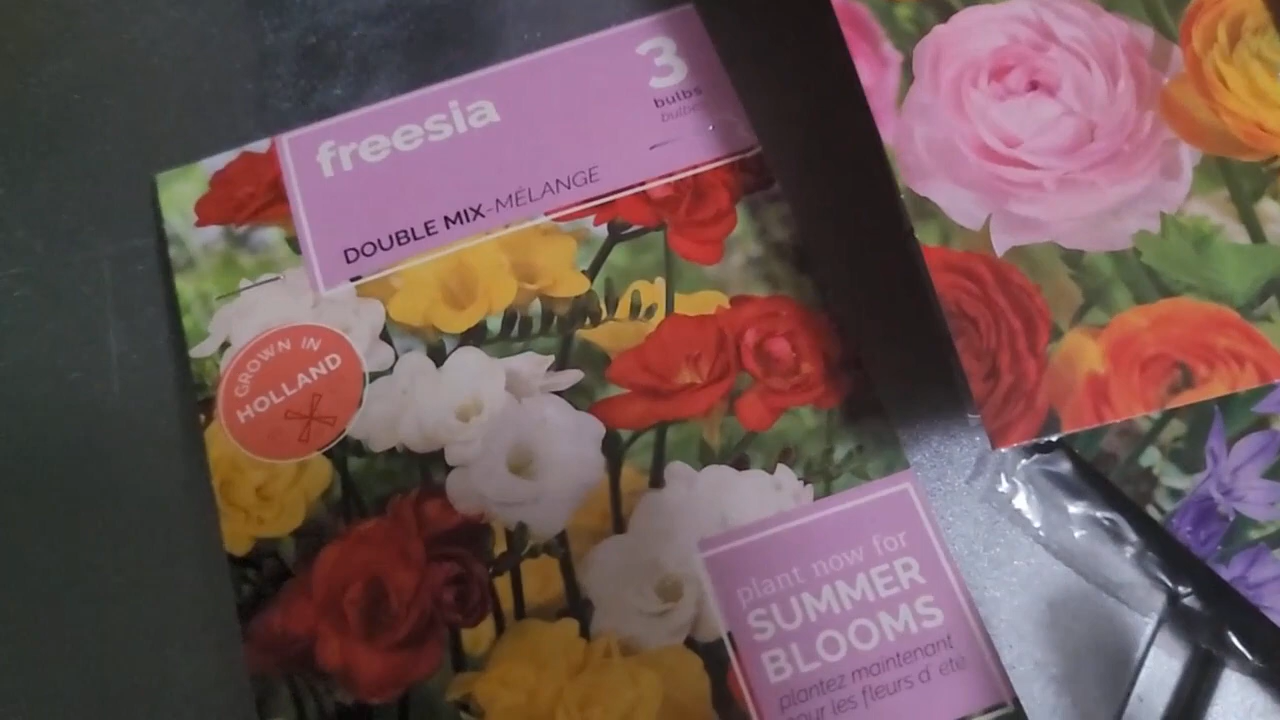 freesia
3
bulbs
bulbes
DOUBLE MIX-MÉLANGE
GROWN IN
HOLLAND
plant now for
SUMMER
BLOOMS
plantez maintenant
pour les fleurs d'été